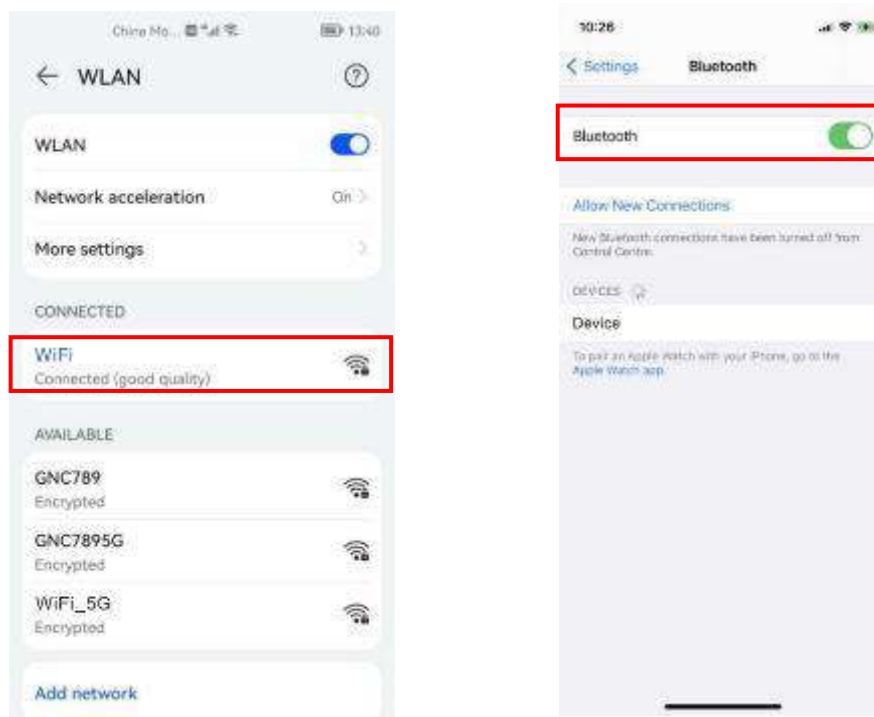 China Mo... 13:40
WLAN
WLAN
Network acceleration On
More settings
CONNECTED
WiFi
Connected (good quality)
AVAILABLE
GNC789
Encrypted
GNC7895G
Encrypted
WiFi_5G
Encrypted
Add network
10:26
Settings Bluetooth
Bluetooth
Allow New Connections
New Bluetooth connections have been turned off from
Control Centre.
DEVICES
Device
To pair an Apple Watch with your iPhone, go to the
Apple Watch app.